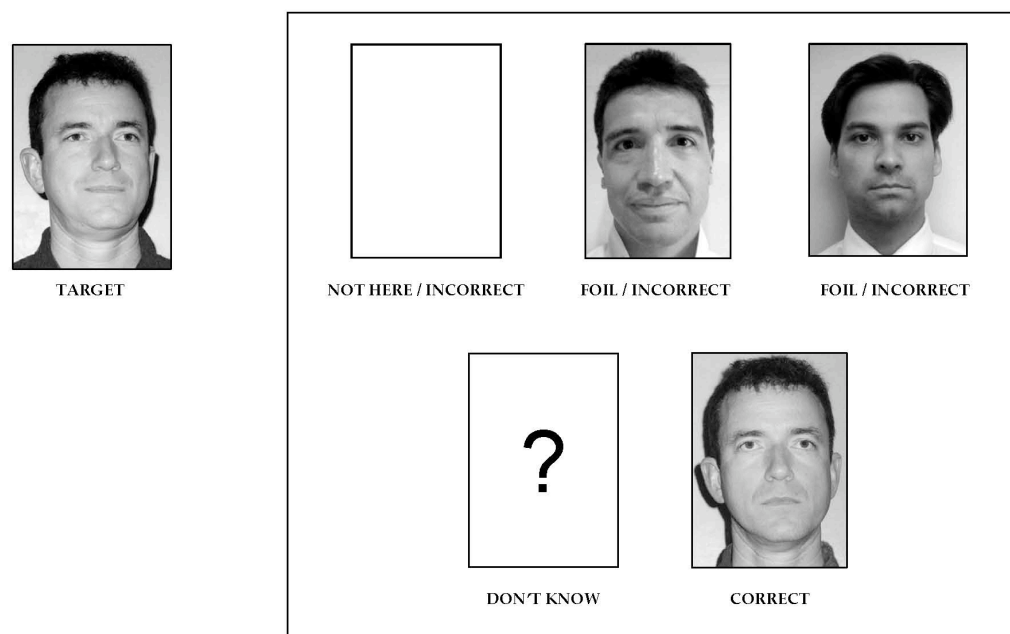 TARGET
NOT HERE / INCORRECT
FOIL / INCORRECT
FOIL / INCORRECT
?
DON'T KNOW
CORRECT